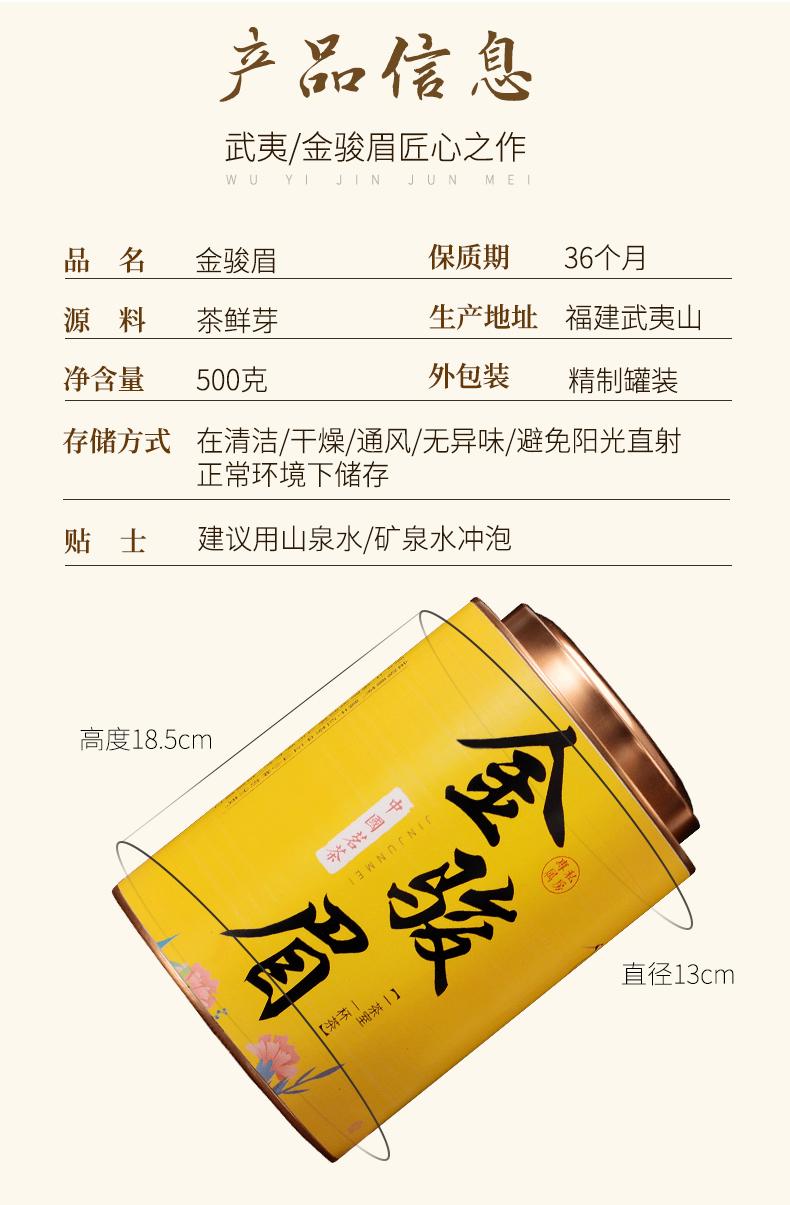 产品信息
武夷/金骏眉匠心之作
WU YI JIN JUN MEI
品 名 金骏眉 保质期 36个月
源 料 茶鲜芽 生产地址 福建武夷山
净含量 500克 外包装 精制罐装
存储方式 在清洁/干燥/通风/无异味/避免阳光直射
正常环境下储存
贴 士 建议用山泉水/矿泉水冲泡
高度18.5cm
金骏眉
中國茗茶
JINJUNMEI
私房
直径13cm